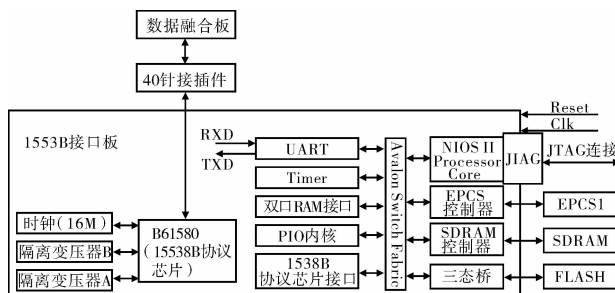 数据融合板
40针接插件
1553B接口板
Reset
Clk
RXD
TXD
UART
Timer
双口RAM接口
PIO内核
1538B
协议芯片接口
Avalon Switch Fabric
NIOS II
Processor
Core
JIAG
JTAG连接
EPCS
控制器
EPCS1
SDRAM
控制器
SDRAM
三态桥
FLASH
时钟(16M)
隔离变压器B
隔离变压器A
B61580
(15538B协议
芯片)